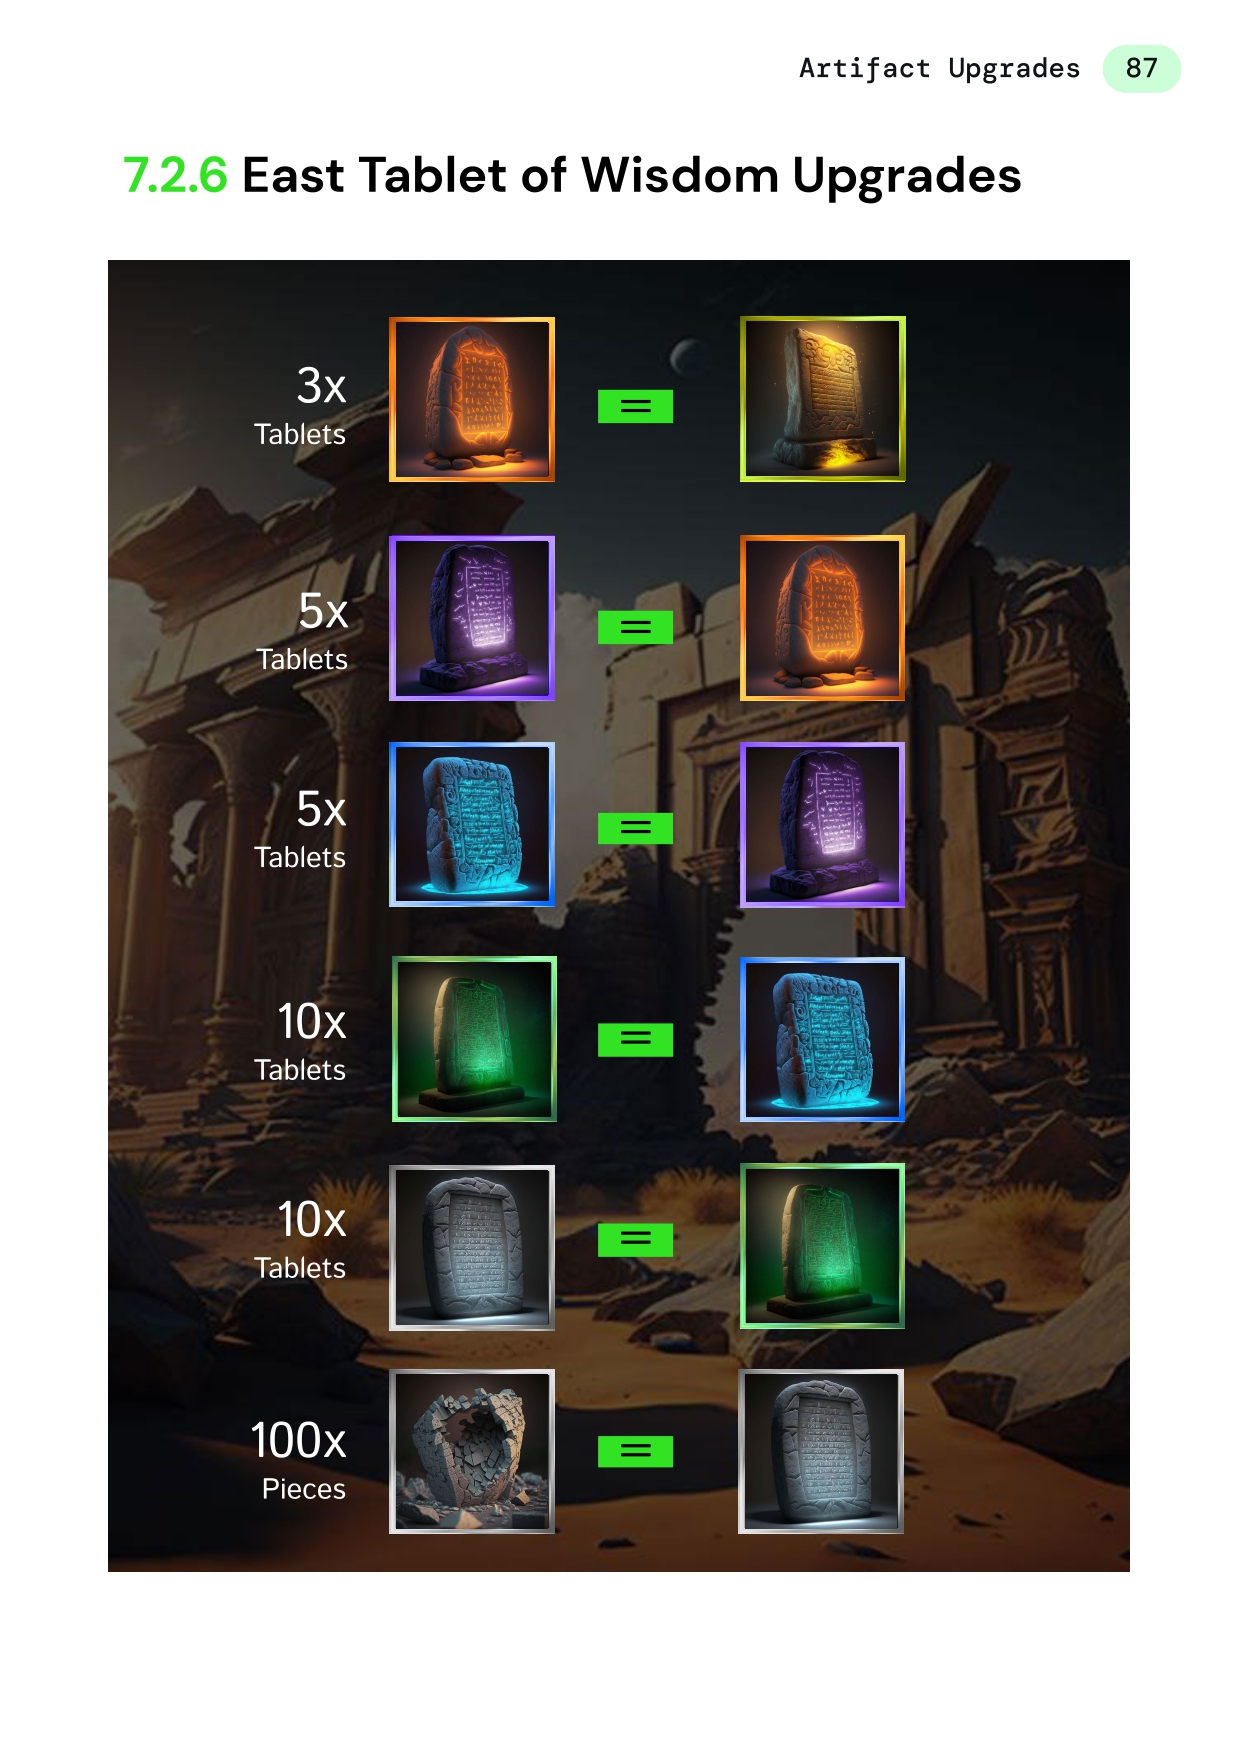 Artifact Upgrades 87
7.2.6 East Tablet of Wisdom Upgrades
3x
Tablets
=
5x
Tablets
=
5x
Tablets
=
10x
Tablets
=
10x
Tablets
=
100x
Pieces
=